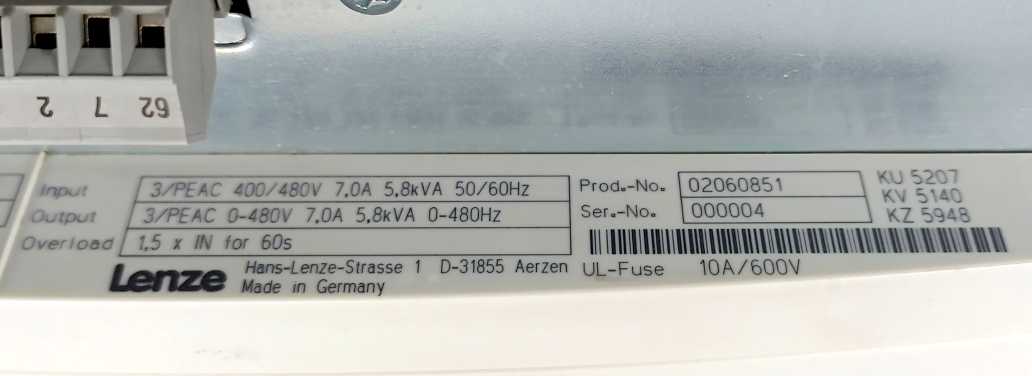 2 7 62
Input 3/PEAC 400/480V 7,0A 5,8kVA 50/60Hz
Output 3/PEAC 0-480V 7,0A 5,8kVA 0-480Hz
Overload 1,5 x IN for 60s
Prod.-No. 02060851
Ser.-No. 000004
KU 5207
KV 5140
KZ 5948
Lenze
Hans-Lenze-Strasse 1 D-31855 Aerzen
Made in Germany
UL-Fuse 10A/600V